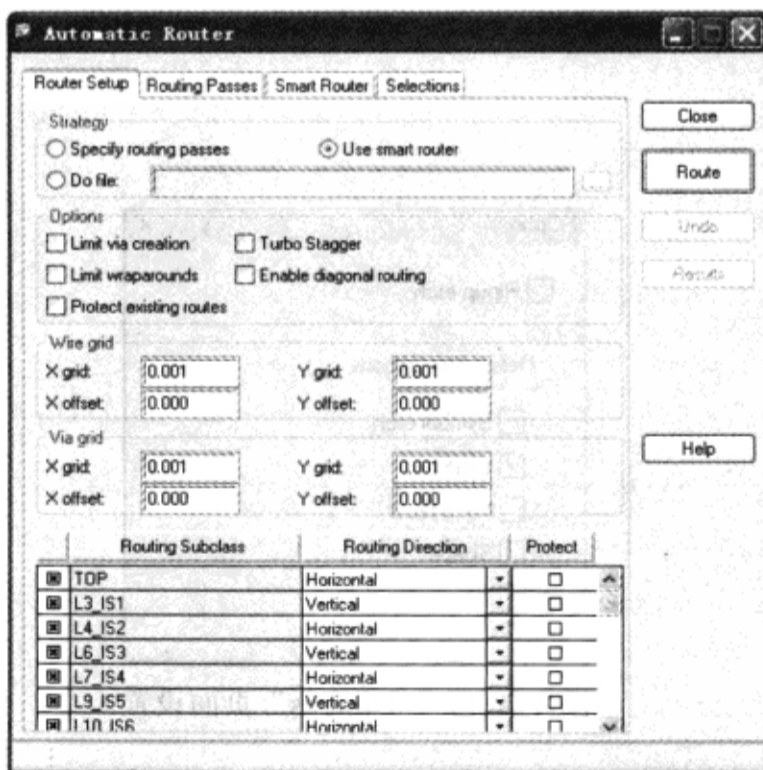 Automatic Router
Router Setup Routing Passes Smart Router Selections
Strategy
Specify routing passes Use smart router
Do file: ...
Options
Limit via creation Turbo Stagger
Limit wraparounds Enable diagonal routing
Protect existing routes
Wire grid
X grid: 0.001 Y grid: 0.001
X offset: 0.000 Y offset: 0.000
Via grid
X grid: 0.001 Y grid: 0.001
X offset: 0.000 Y offset: 0.000
Routing Subclass Routing Direction Protect
TOP Horizontal
L3_IS1 Vertical
L4_IS2 Horizontal
L6_IS3 Vertical
L7_IS4 Horizontal
L9_IS5 Vertical
L10_IS6 Horizontal
Close
Route
Undo
Results
Help